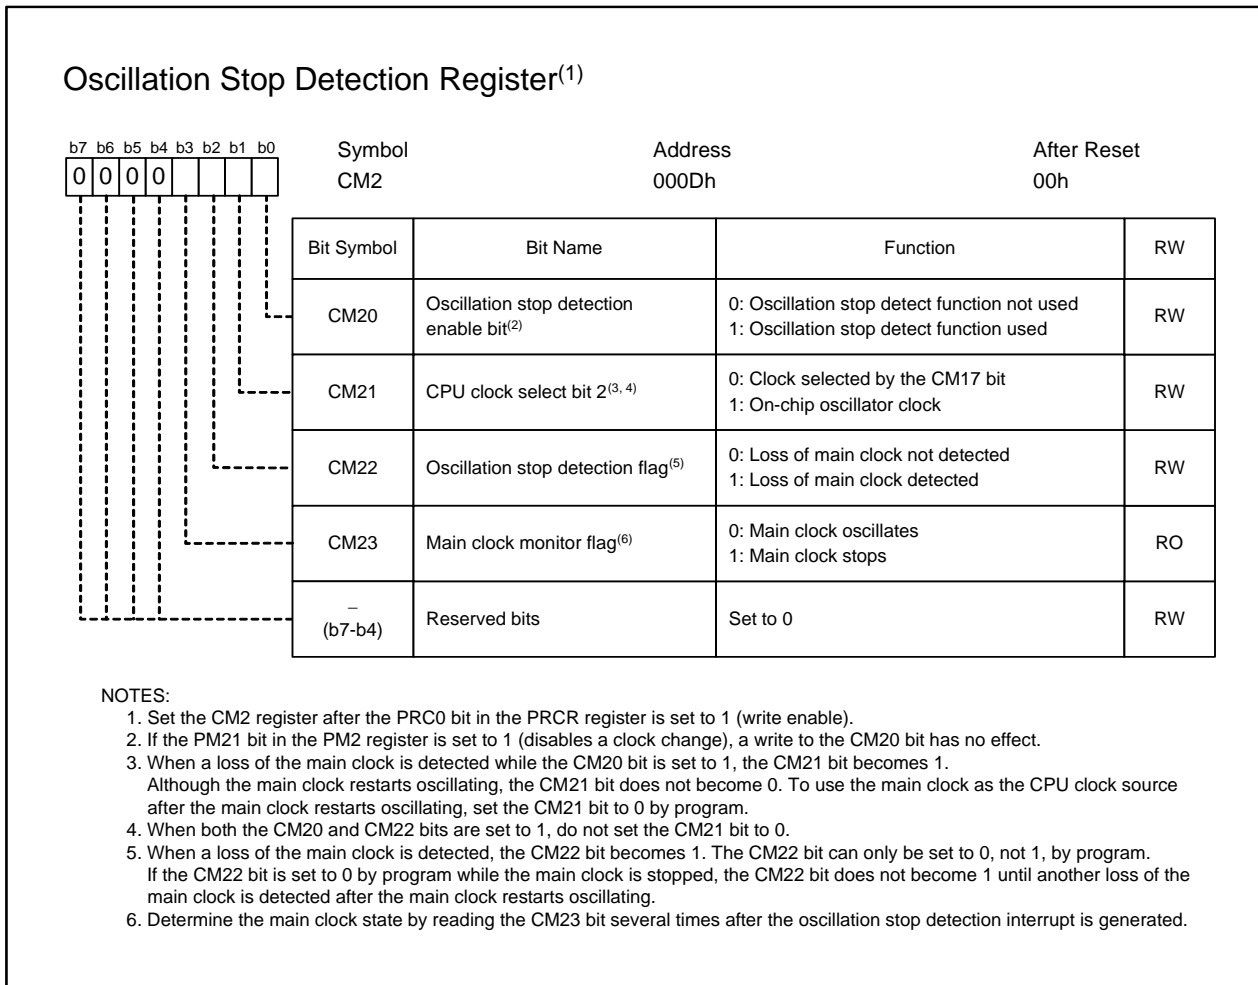 Oscillation Stop Detection Register(1)
b7 b6 b5 b4 b3 b2 b1 b0
0 0 0 0
Symbol Address After Reset
CM2 000Dh 00h
Bit Symbol Bit Name Function RW
CM20 Oscillation stop detection enable bit(2) 0: Oscillation stop detect function not used RW
1: Oscillation stop detect function used
CM21 CPU clock select bit 2(3, 4) 0: Clock selected by the CM17 bit RW
1: On-chip oscillator clock
CM22 Oscillation stop detection flag(5) 0: Loss of main clock not detected RW
1: Loss of main clock detected
CM23 Main clock monitor flag(6) 0: Main clock oscillates RO
1: Main clock stops
– (b7-b4) Reserved bits Set to 0 RW
NOTES:
1. Set the CM2 register after the PRC0 bit in the PRCR register is set to 1 (write enable).
2. If the PM21 bit in the PM2 register is set to 1 (disables a clock change), a write to the CM20 bit has no effect.
3. When a loss of the main clock is detected while the CM20 bit is set to 1, the CM21 bit becomes 1.
Although the main clock restarts oscillating, the CM21 bit does not become 0. To use the main clock as the CPU clock source
after the main clock restarts oscillating, set the CM21 bit to 0 by program.
4. When both the CM20 and CM22 bits are set to 1, do not set the CM21 bit to 0.
5. When a loss of the main clock is detected, the CM22 bit becomes 1. The CM22 bit can only be set to 0, not 1, by program.
If the CM22 bit is set to 0 by program while the main clock is stopped, the CM22 bit does not become 1 until another loss of the
main clock is detected after the main clock restarts oscillating.
6. Determine the main clock state by reading the CM23 bit several times after the oscillation stop detection interrupt is generated.